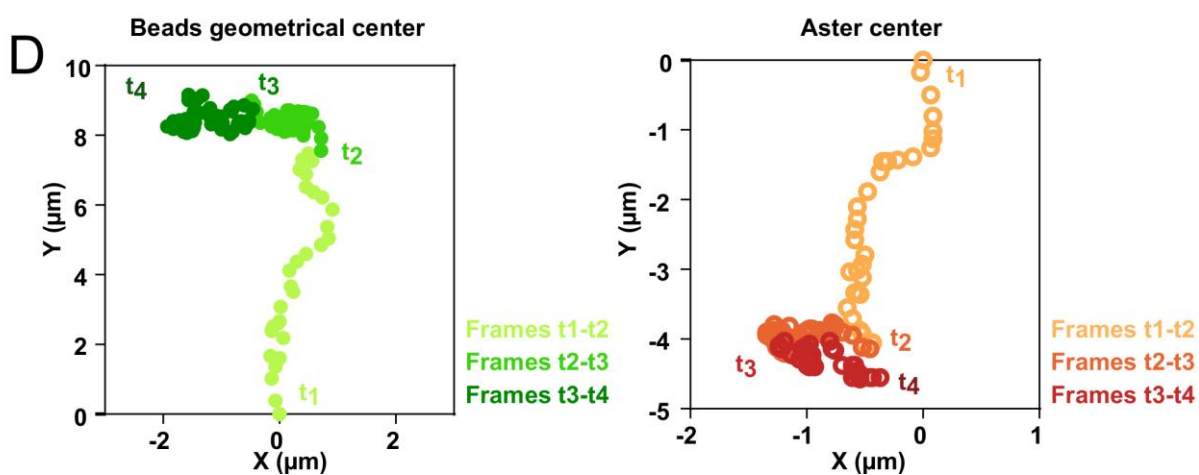 D
Beads geometrical center
10
8
6
4
2
0
Y (µm)
-2
0
2
X (µm)
t4
t3
t2
t1
Frames t1-t2
Frames t2-t3
Frames t3-t4
Aster center
0
-1
-2
-3
-4
-5
Y (µm)
-2
-1
0
1
X (µm)
t1
t2
t3
t4
Frames t1-t2
Frames t2-t3
Frames t3-t4